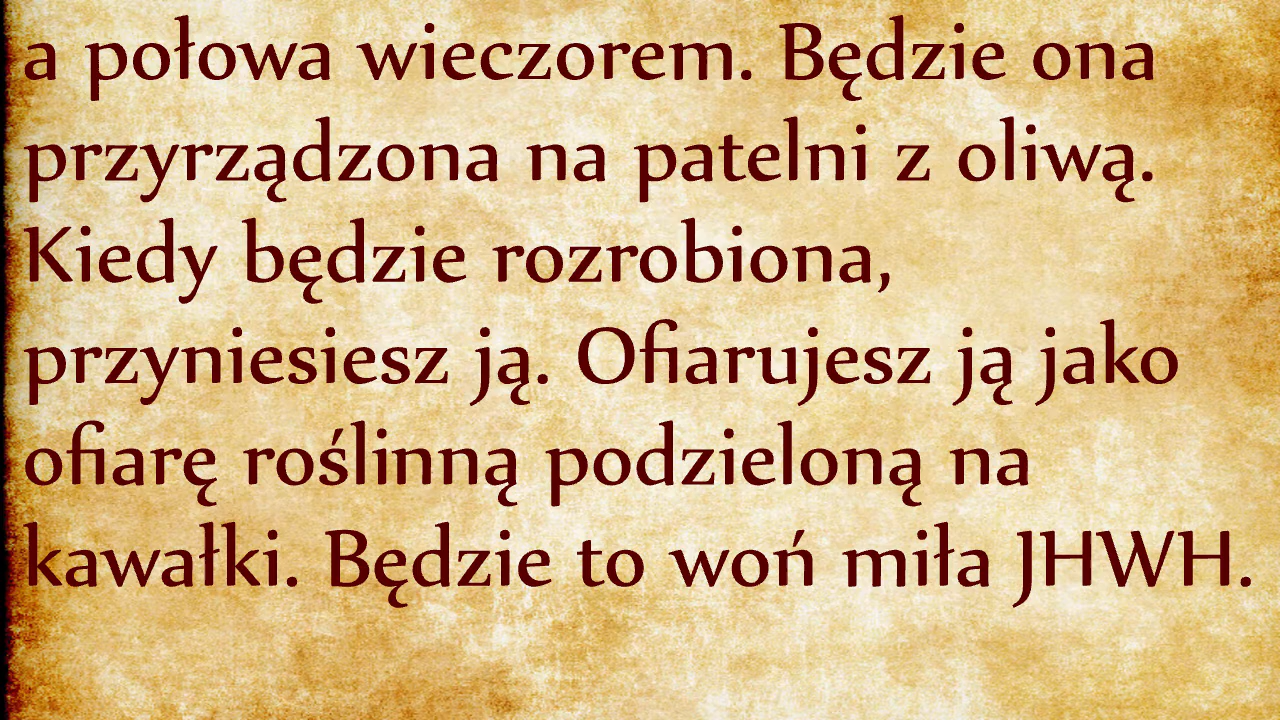 a połowa wieczorem. Będzie ona
przyrządzona na patelni z oliwą.
Kiedy będzie rozrobiona,
przyniesiesz ją. Ofiarujesz ją jako
ofiarę roślinną podzieloną na
kawałki. Będzie to woń miła JHWH.